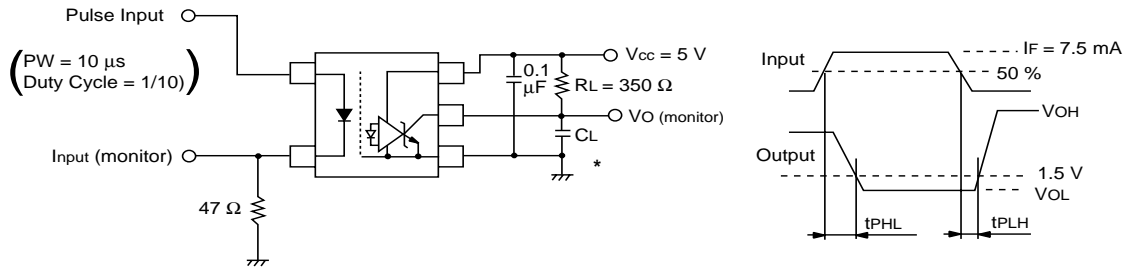 Pulse Input
(PW = 10 μs
Duty Cycle = 1/10)
Input (monitor)
47 Ω
VCC = 5 V
0.1
μF
RL = 350 Ω
VO (monitor)
CL
*
Input
IF = 7.5 mA
50 %
VOH
Output
1.5 V
VOL
tPHL
tPLH